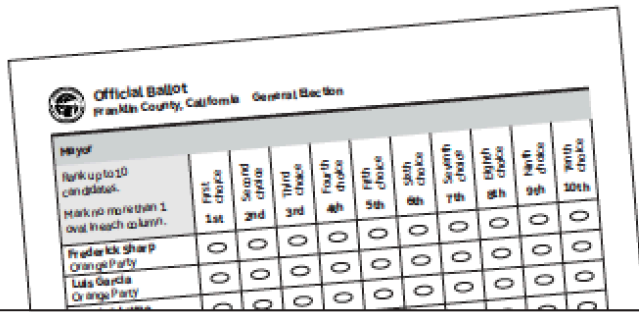 Official Ballot
Franklin County, California General Election
Mayor
Rank up to 10
candidates.
Mark no more than 1
oval in each column.
First choice 1st
Second choice 2nd
Third choice 3rd
Fourth choice 4th
Fifth choice 5th
Sixth choice 6th
Seventh choice 7th
Eighth choice 8th
Ninth choice 9th
Tenth choice 10th
Frederick Sharp
Orange Party
Luis Garcia
Orange Party